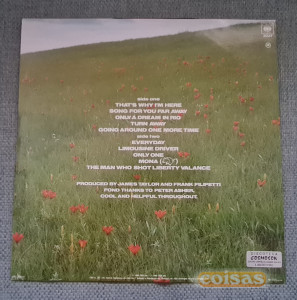 side one
THAT'S WHY I'M HERE
SONG FOR YOU FAR AWAY
ONLY A DREAM IN RIO
TURN AWAY
GOING AROUND ONE MORE TIME
side two
EVERYDAY
LIMOUSINE DRIVER
ONLY ONE
MONA
THE MAN WHO SHOT LIBERTY VALANCE
PRODUCED BY JAMES TAYLOR AND FRANK FILIPETTI
FOND THANKS TO PETER ASHER,
COOL AND HELPFUL THROUGHOUT.
coisas